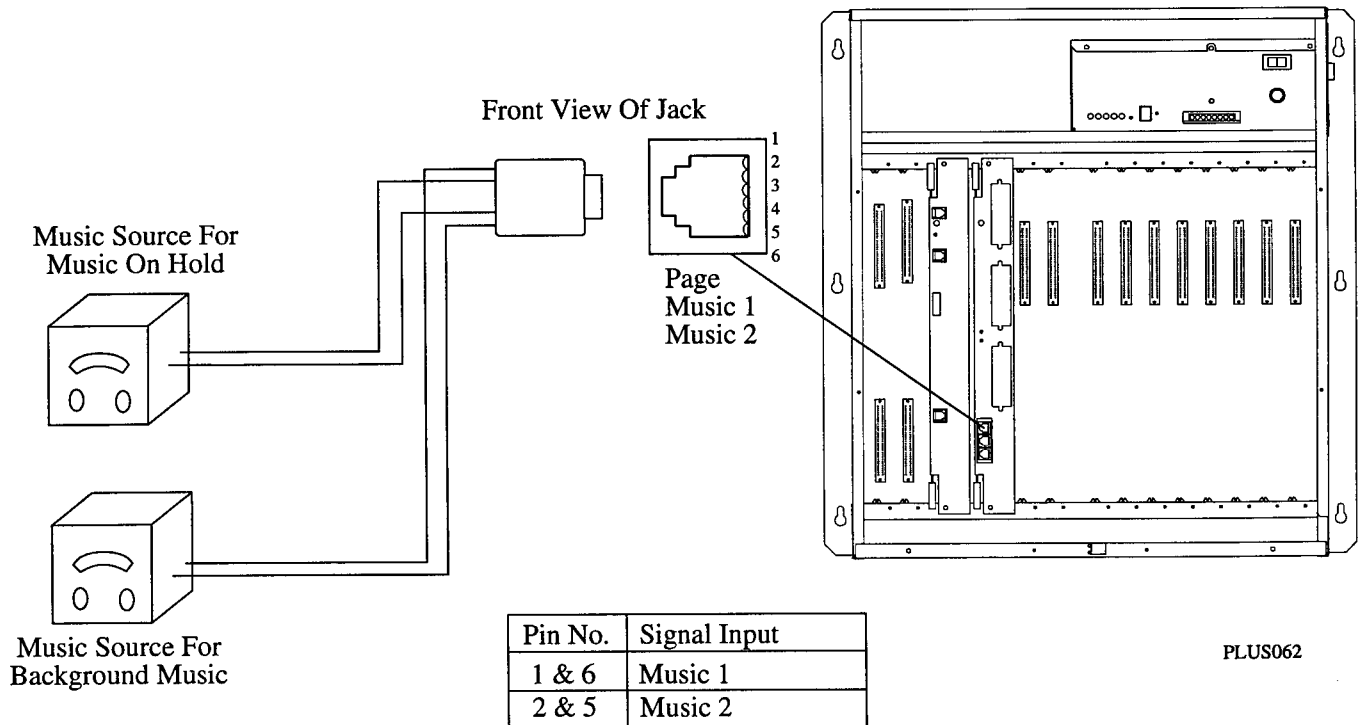 Front View Of Jack
1
2
3
4
5
6
Page
Music 1
Music 2
Music Source For
Music On Hold
Music Source For
Background Music
Pin No. Signal Input
1 & 6 Music 1
2 & 5 Music 2
PLUS062